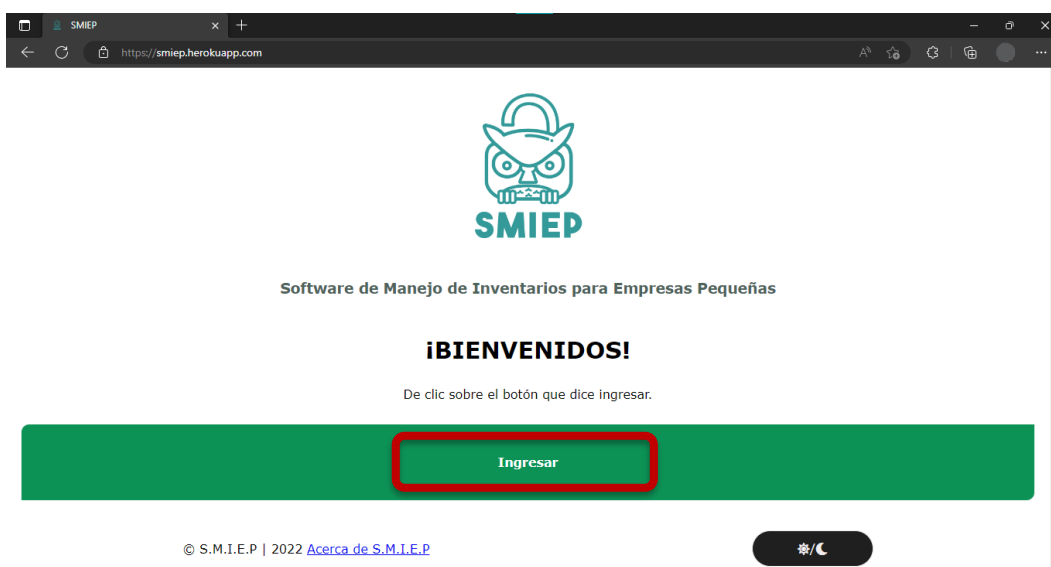 SMIEP
https://smiep.herokuapp.com
SMIEP
Software de Manejo de Inventarios para Empresas Pequeñas
¡BIENVENIDOS!
De clic sobre el botón que dice ingresar.
Ingresar
© S.M.I.E.P | 2022 Acerca de S.M.I.E.P